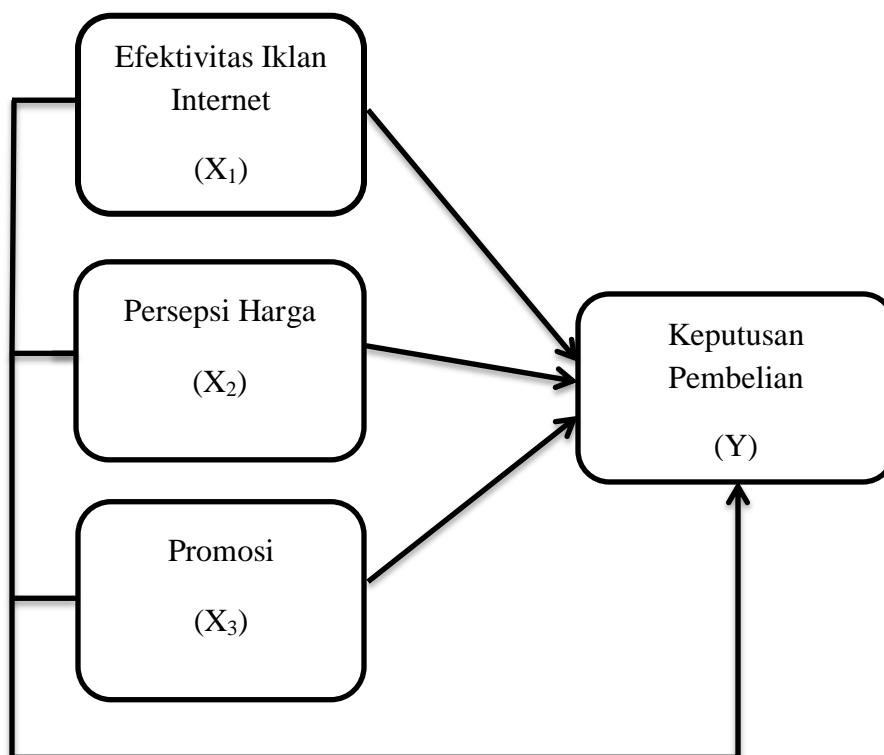 Efektivitas Iklan
Internet
(X₁)
Persepsi Harga
(X₂)
Promosi
(X₃)
Keputusan
Pembelian
(Y)